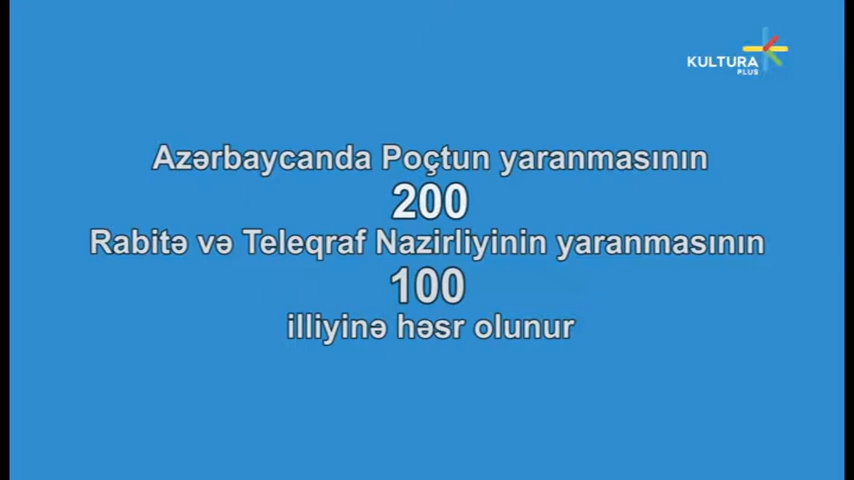 KULTURA
PLUS
Azərbaycanda Poçtun yaranmasının
200
Rabitə və Teleqraf Nazirliyinin yaranmasının
100
illiyinə həsr olunur